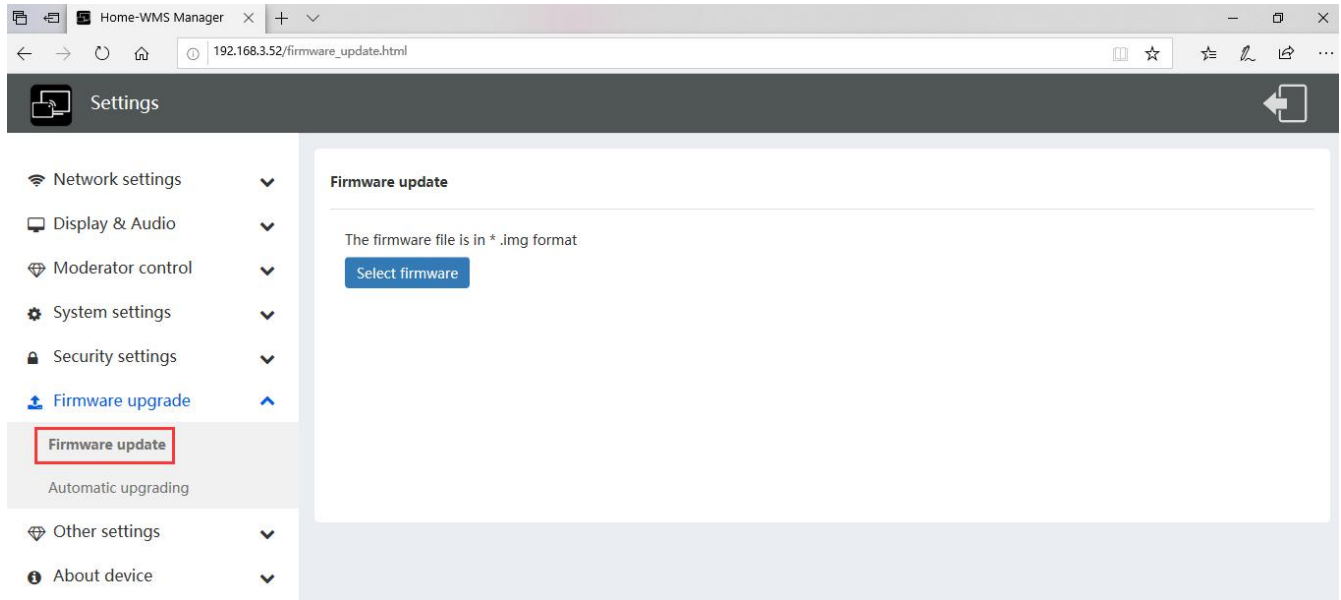 Home-WMS Manager
192.168.3.52/firmware_update.html
Settings
Network settings
Display & Audio
Moderator control
System settings
Security settings
Firmware upgrade
Firmware update
Automatic upgrading
Other settings
About device
Firmware update
The firmware file is in * .img format
Select firmware